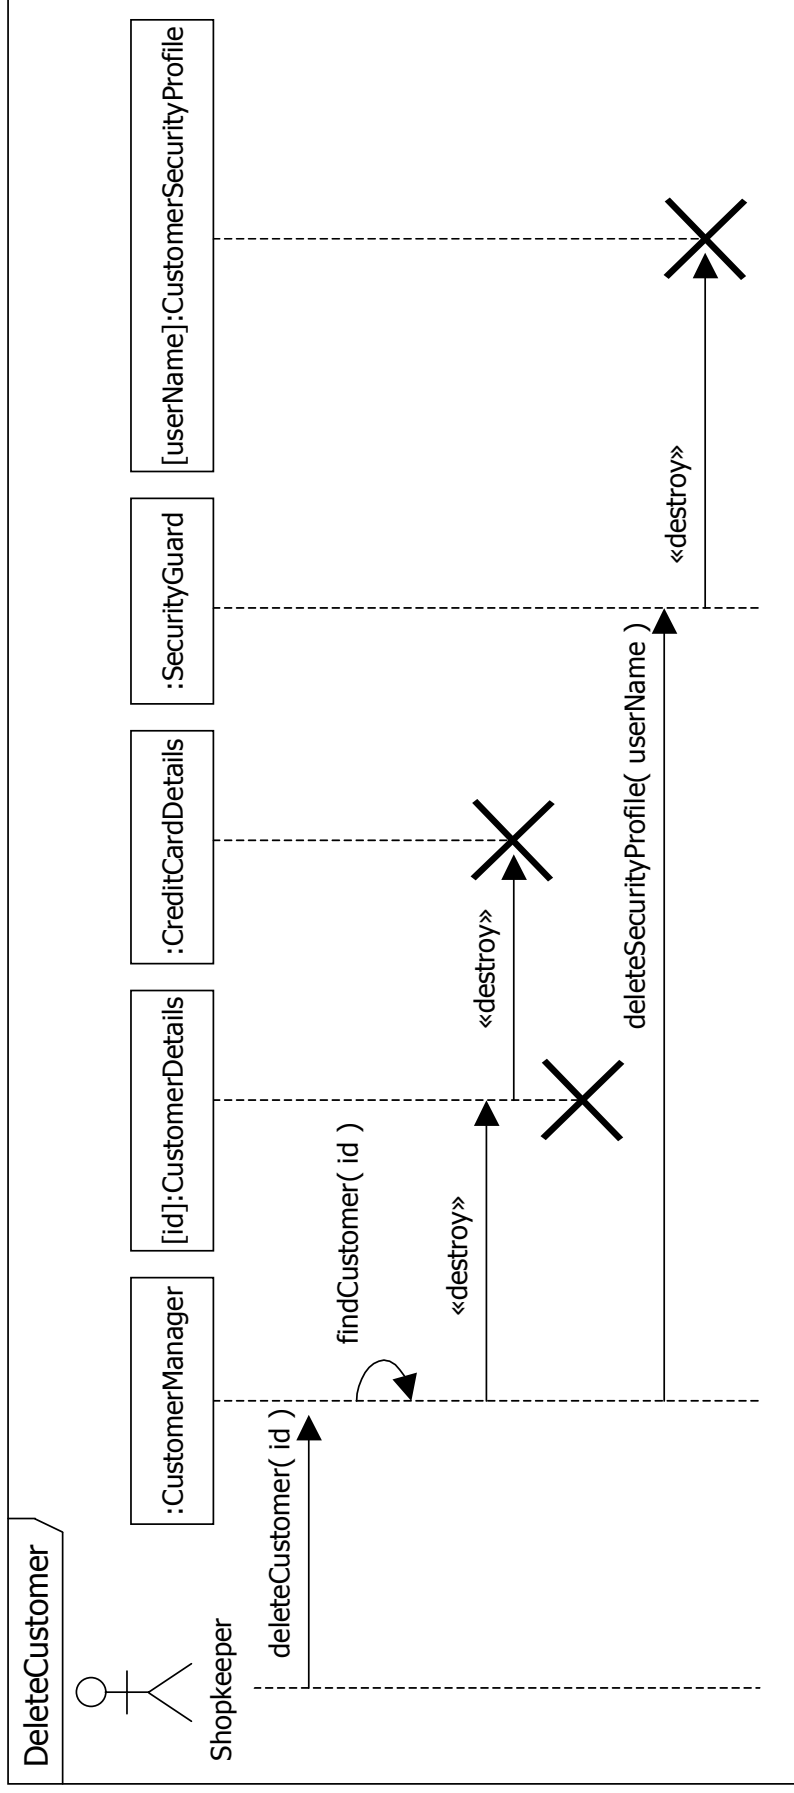 DeleteCustomer
Shopkeeper
:CustomerManager
[id]:CustomerDetails
:CreditCardDetails
:SecurityGuard
[userName]:CustomerSecurityProfile
deleteCustomer( id )
findCustomer( id )
«destroy»
«destroy»
deleteSecurityProfile( userName )
«destroy»